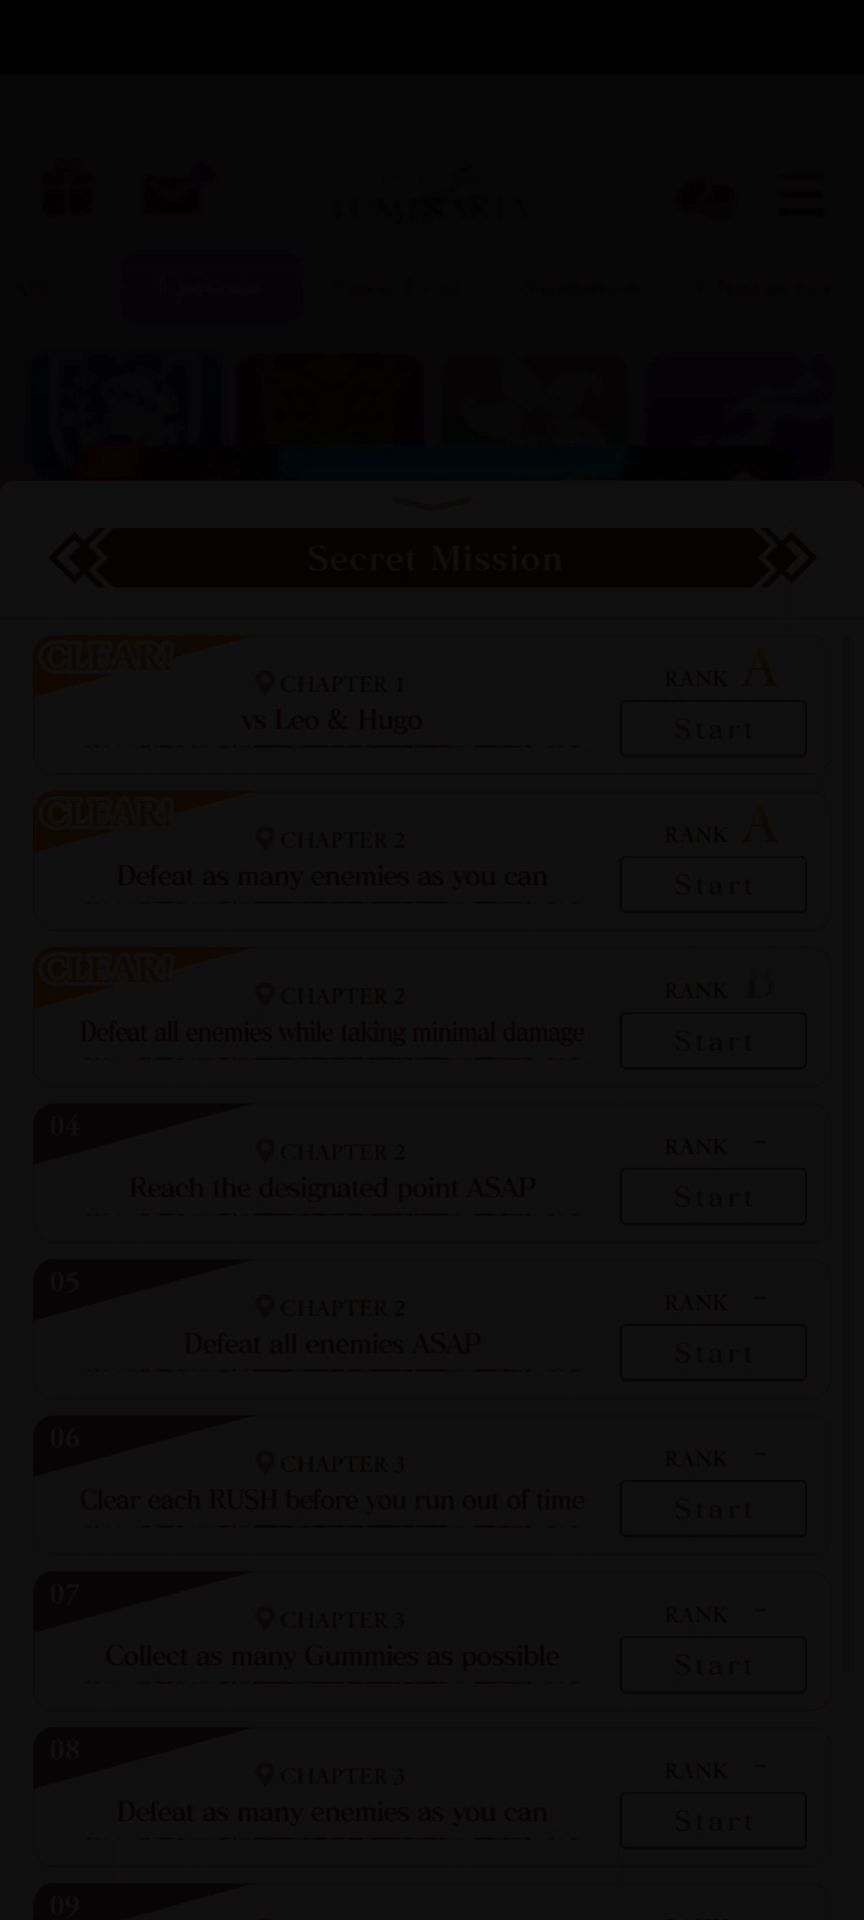 LUMINARIA
Secret Mission
CLEAR!
CHAPTER 1
vs Leo & Hugo
RANK A
Start
CLEAR!
CHAPTER 2
Defeat as many enemies as you can
RANK A
Start
CLEAR!
CHAPTER 2
Defeat all enemies while taking minimal damage
RANK B
Start
04
CHAPTER 2
Reach the designated point ASAP
RANK -
Start
05
CHAPTER 2
Defeat all enemies ASAP
RANK -
Start
06
CHAPTER 3
Clear each RUSH before you run out of time
RANK -
Start
07
CHAPTER 3
Collect as many Gummies as possible
RANK -
Start
08
CHAPTER 3
Defeat as many enemies as you can
RANK -
Start
09